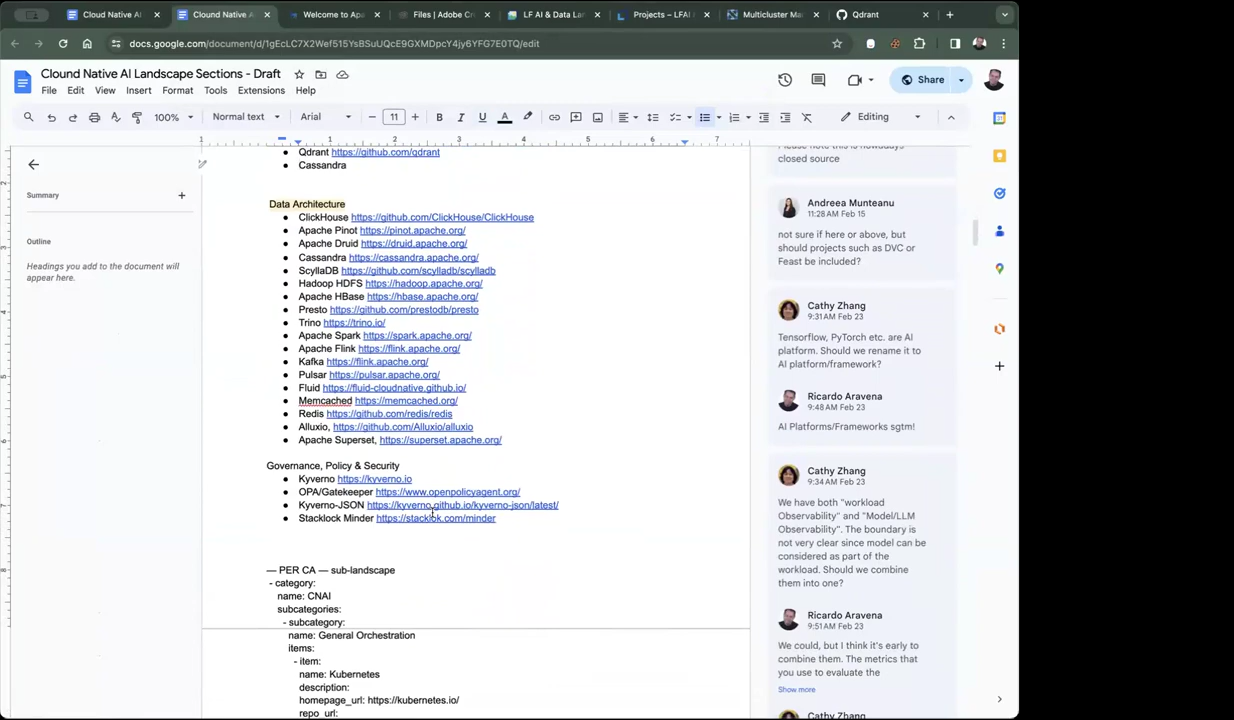 Cloud Native AI
Clound Native A
Welcome to Apa
Files | Adobe Cr
LF AI & Data Lan
Projects – LFAI
Multicluster Ma
Qdrant
docs.google.com/document/d/1gEcLC7X2Wef515YsBSuUQcE9GXMDpcY4jy6YFG7E0TQ/edit
Clound Native AI Landscape Sections - Draft
Share
File Edit View Insert Format Tools Extensions Help
100% Normal text Arial 11 Editing
1 1 2 3 4 5 6 7
Summary
Outline
Headings you add to the document will
appear here.
Qdrant https://github.com/qdrant
Cassandra
Data Architecture
ClickHouse https://github.com/ClickHouse/ClickHouse
Apache Pinot https://pinot.apache.org/
Apache Druid https://druid.apache.org/
Cassandra https://cassandra.apache.org/
ScyllaDB https://github.com/scylladb/scylladb
Hadoop HDFS https://hadoop.apache.org/
Apache HBase https://hbase.apache.org/
Presto https://github.com/prestodb/presto
Trino https://trino.io/
Apache Spark https://spark.apache.org/
Apache Flink https://flink.apache.org/
Kafka https://flink.apache.org/
Pulsar https://pulsar.apache.org/
Fluid https://fluid-cloudnative.github.io/
Memcached https://memcached.org/
Redis https://github.com/redis/redis
Alluxio, https://github.com/Alluxio/alluxio
Apache Superset, https://superset.apache.org/
Governance, Policy & Security
Kyverno https://kyverno.io
OPA/Gatekeeper https://www.openpolicyagent.org/
Kyverno-JSON https://kyverno.github.io/kyverno-json/latest/
Stacklock Minder https://stacklok.com/minder
— PER CA — sub-landscape
- category:
name: CNAI
subcategories:
- subcategory:
name: General Orchestration
items:
- item:
name: Kubernetes
description:
homepage_url: https://kubernetes.io/
repo_url:
Please note this is nowadays
closed source
Andreea Munteanu
11:28 AM Feb 15
not sure if here or above, but
should projects such as DVC or
Feast be included?
Cathy Zhang
9:31 AM Feb 23
Tensorflow, PyTorch etc. are AI
platform. Should we rename it to
AI platform/framework?
Ricardo Aravena
9:48 AM Feb 23
AI Platforms/Frameworks sgtm!
Cathy Zhang
9:34 AM Feb 23
We have both "workload
Observability" and "Model/LLM
Observability". The boundary is
not very clear since model can be
considered as part of the
workload. Should we combine
them into one?
Ricardo Aravena
9:51 AM Feb 23
We could, but I think it's early to
combine them. The metrics that
you use to evaluate the
Show more
Cathy Zhang